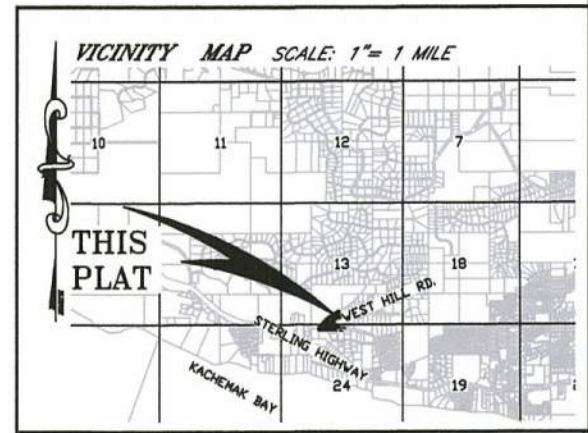 VICINITY MAP SCALE: 1"= 1 MILE
10 11 12 7
THIS
PLAT
13 18
WEST HILL RD.
STERLING HIGHWAY
KACHEMAK BAY
24 19